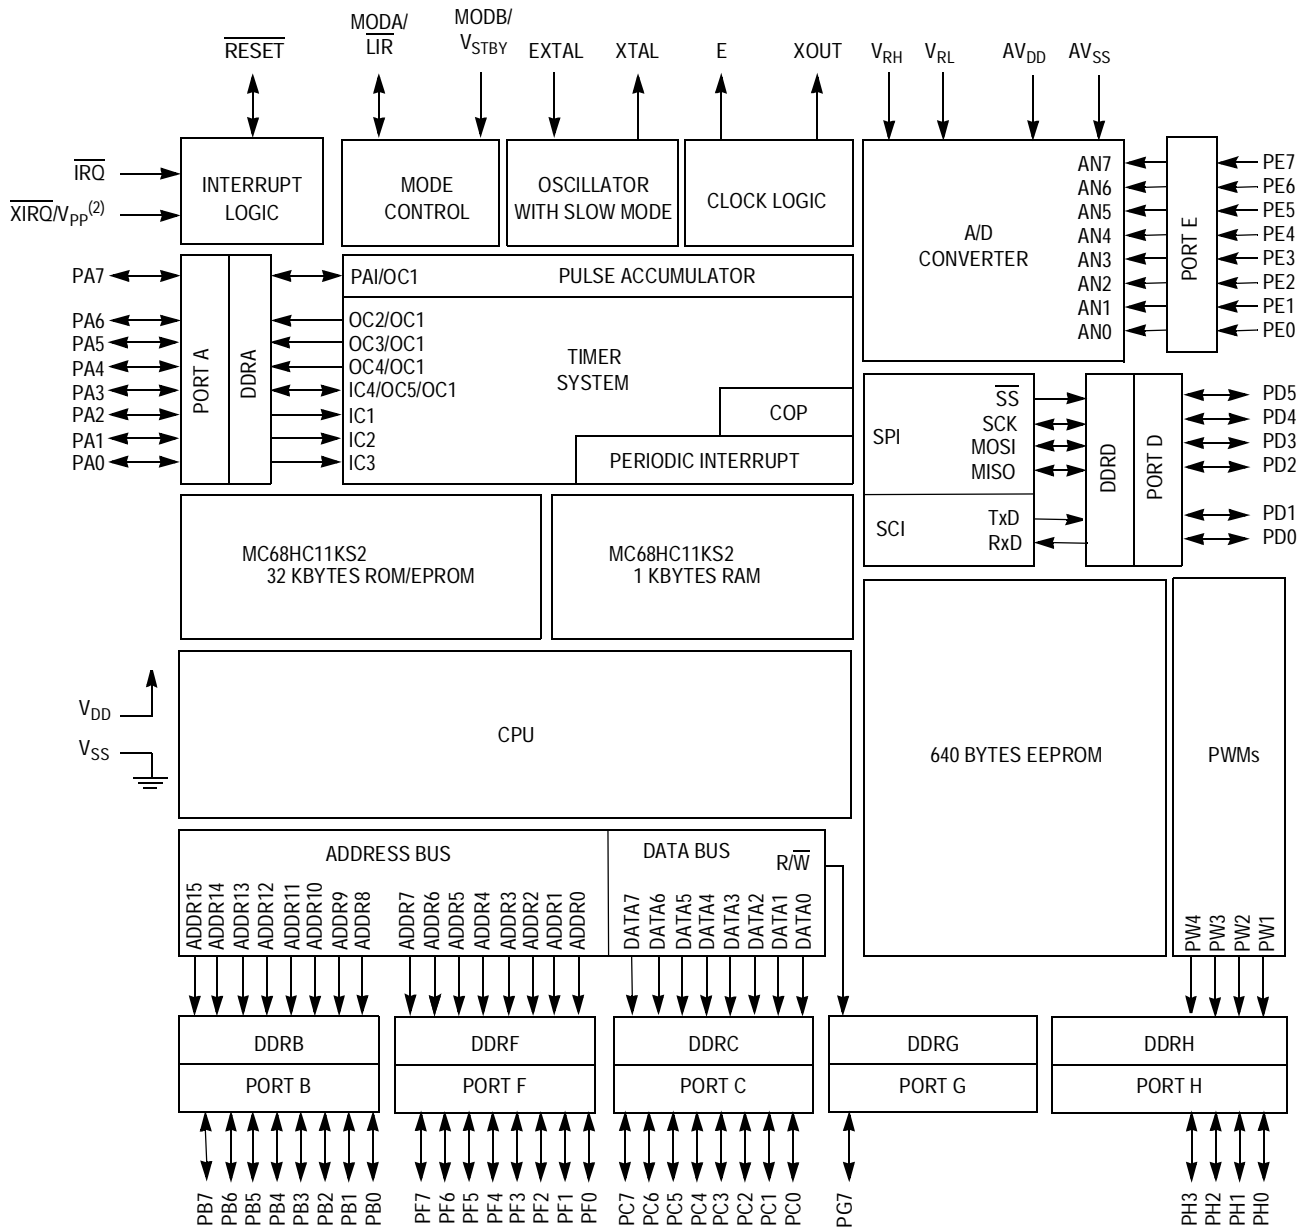 RESET
MODA/
LIR
MODB/
VSTBY
EXTAL
XTAL
E
XOUT
VRH
VRL
AVDD
AVSS
IRQ
XIRQ/VPP(2)
INTERRUPT
LOGIC
MODE
CONTROL
OSCILLATOR
WITH SLOW MODE
CLOCK LOGIC
A/D
CONVERTER
AN7
AN6
AN5
AN4
AN3
AN2
AN1
AN0
PORT E
PE7
PE6
PE5
PE4
PE3
PE2
PE1
PE0
PA7
PA6
PA5
PA4
PA3
PA2
PA1
PA0
PORT A
DDRA
PAI/OC1
PULSE ACCUMULATOR
OC2/OC1
OC3/OC1
OC4/OC1
IC4/OC5/OC1
IC1
IC2
IC3
TIMER
SYSTEM
COP
PERIODIC INTERRUPT
SPI
SS
SCK
MOSI
MISO
SCI
TxD
RxD
DDRD
PORT D
PD5
PD4
PD3
PD2
PD1
PD0
MC68HC11KS2
32 KBYTES ROM/EPROM
MC68HC11KS2
1 KBYTES RAM
VDD
VSS
CPU
640 BYTES EEPROM
PWMs
PW4
PW3
PW2
PW1
ADDRESS BUS
DATA BUS
R/W
ADDR15
ADDR14
ADDR13
ADDR12
ADDR11
ADDR10
ADDR9
ADDR8
ADDR7
ADDR6
ADDR5
ADDR4
ADDR3
ADDR2
ADDR1
ADDR0
DATA7
DATA6
DATA5
DATA4
DATA3
DATA2
DATA1
DATA0
DDRB
PORT B
DDRF
PORT F
DDRC
PORT C
DDRG
PORT G
DDRH
PORT H
PB7
PB6
PB5
PB4
PB3
PB2
PB1
PB0
PF7
PF6
PF5
PF4
PF3
PF2
PF1
PF0
PC7
PC6
PC5
PC4
PC3
PC2
PC1
PC0
PG7
PH3
PH2
PH1
PH0